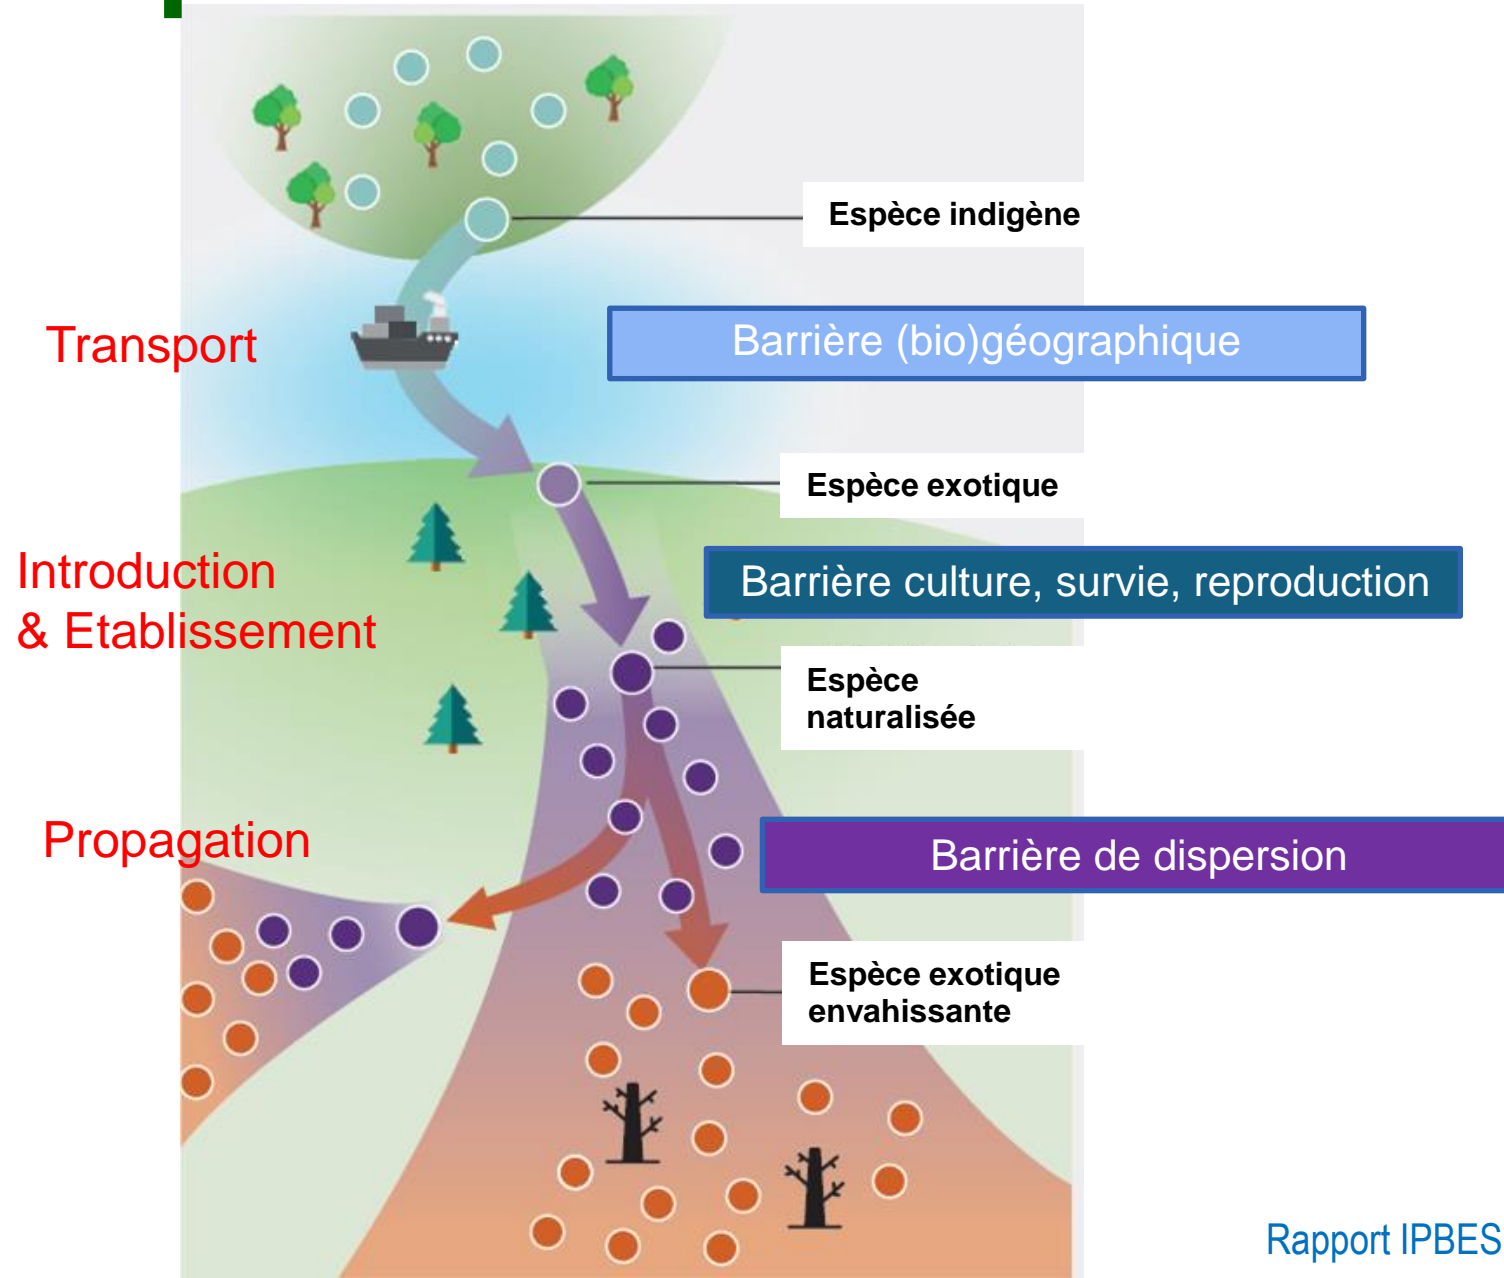 Espèce indigène
Transport
Barrière (bio)géographique
Espèce exotique
Introduction
& Etablissement
Barrière culture, survie, reproduction
Espèce
naturalisée
Propagation
Barrière de dispersion
Espèce exotique
envahissante
Rapport IPBES